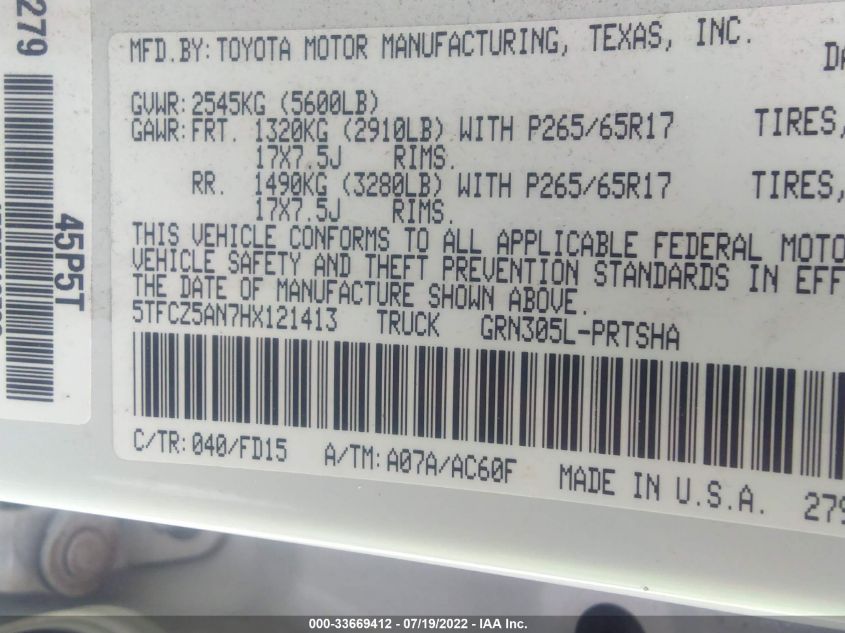 279
45P5T
MFD.BY: TOYOTA MOTOR MANUFACTURING, TEXAS, INC.
GVWR: 2545KG (5600LB)
GAWR: FRT. 1320KG (2910LB) WITH P265/65R17 TIRES,
17X7.5J RIMS.
RR. 1490KG (3280LB) WITH P265/65R17 TIRES,
17X7.5J RIMS.
THIS VEHICLE CONFORMS TO ALL APPLICABLE FEDERAL MOTO
VEHICLE SAFETY AND THEFT PREVENTION STANDARDS IN EFF
THE DATE OF MANUFACTURE SHOWN ABOVE.
5TFCZ5AN7HX121413 TRUCK GRN305L-PRTSHA
C/TR: 040/FD15 A/TM: A07A/AC60F MADE IN U.S.A. 279
000-33669412 - 07/19/2022 - IAA Inc.